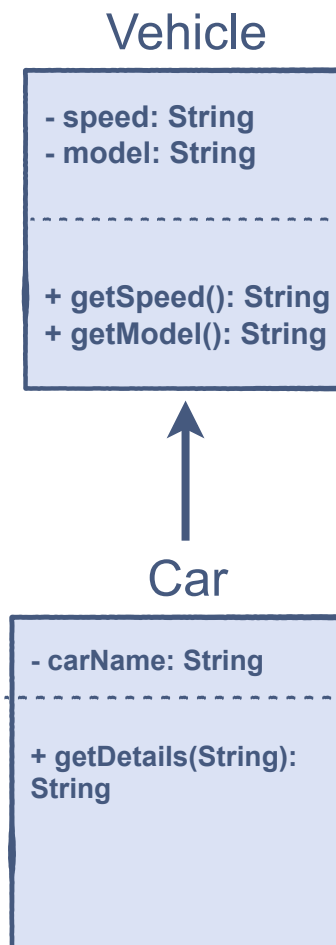 Vehicle
- speed: String
- model: String
+ getSpeed(): String
+ getModel(): String
Car
- carName: String
+ getDetails(String):
String